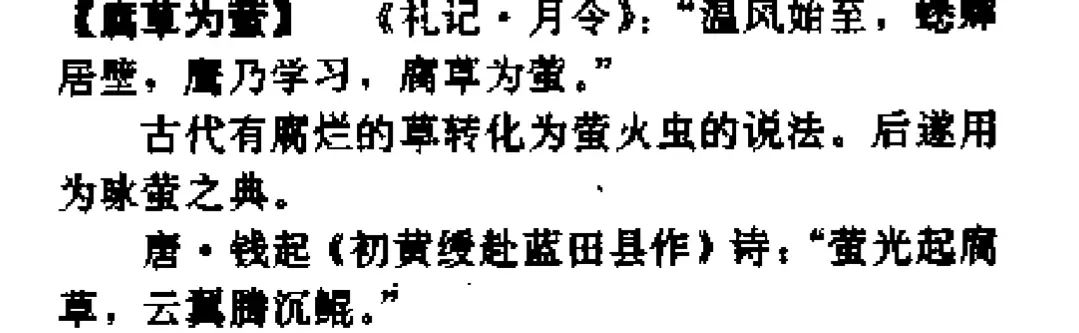 【腐草为萤】 《礼记·月令》：“温风始至，蟋蟀
居壁，鹰乃学习，腐草为萤。”
古代有腐烂的草转化为萤火虫的说法。后遂用
为咏萤之典。
唐·钱起《初黄绶赴蓝田县作》诗：“萤光起腐
草，云翼腾沉鲲。”